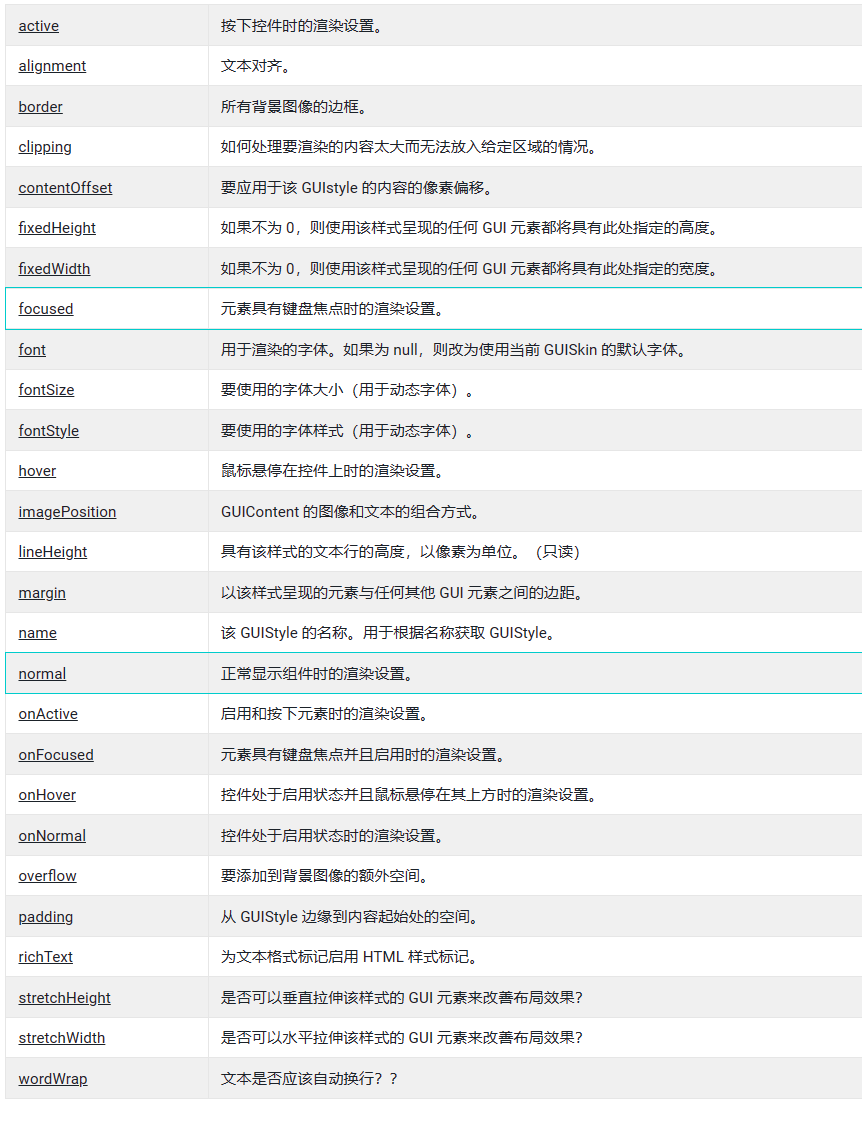 active 按下控件时的渲染设置。
alignment 文本对齐。
border 所有背景图像的边框。
clipping 如何处理要渲染的内容太大而无法放入给定区域的情况。
contentOffset 要应用于该 GUIstyle 的内容的像素偏移。
fixedHeight 如果不为 0，则使用该样式呈现的任何 GUI 元素都将具有此处指定的高度。
fixedWidth 如果不为 0，则使用该样式呈现的任何 GUI 元素都将具有此处指定的宽度。
focused 元素具有键盘焦点时的渲染设置。
font 用于渲染的字体。如果为 null，则改为使用当前 GUISkin 的默认字体。
fontSize 要使用的字体大小（用于动态字体）。
fontStyle 要使用的字体样式（用于动态字体）。
hover 鼠标悬停在控件上时的渲染设置。
imagePosition GUIContent 的图像和文本的组合方式。
lineHeight 具有该样式的文本行的高度，以像素为单位。（只读）
margin 以该样式呈现的元素与任何其他 GUI 元素之间的边距。
name 该 GUIStyle 的名称。用于根据名称获取 GUIStyle。
normal 正常显示组件时的渲染设置。
onActive 启用和按下元素时的渲染设置。
onFocused 元素具有键盘焦点并且启用时的渲染设置。
onHover 控件处于启用状态并且鼠标悬停在其上方时的渲染设置。
onNormal 控件处于启用状态时的渲染设置。
overflow 要添加到背景图像的额外空间。
padding 从 GUIStyle 边缘到内容起始处的空间。
richText 为文本格式标记启用 HTML 样式标记。
stretchHeight 是否可以垂直拉伸该样式的 GUI 元素来改善布局效果？
stretchWidth 是否可以水平拉伸该样式的 GUI 元素来改善布局效果？
wordWrap 文本是否应该自动换行？？